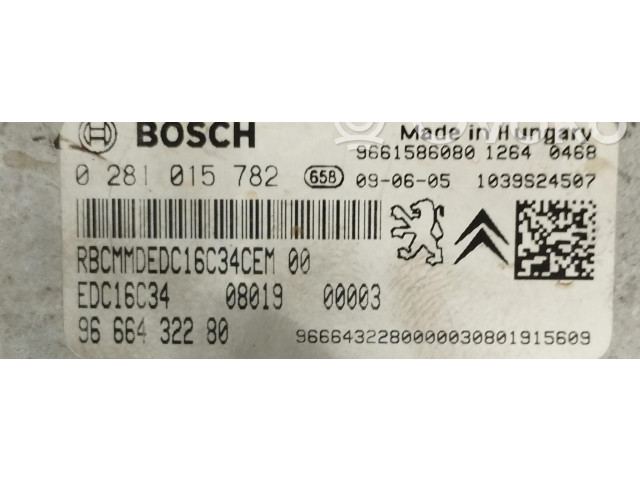 BOSCH
Made in Hungary
9661586080 1264 0468
0 281 015 782 658 09-06-05 1039S24507
RBCMMDEDC16C34CEM 00
EDC16C34 08019 00003
96 664 322 80 9666432280000030801915609